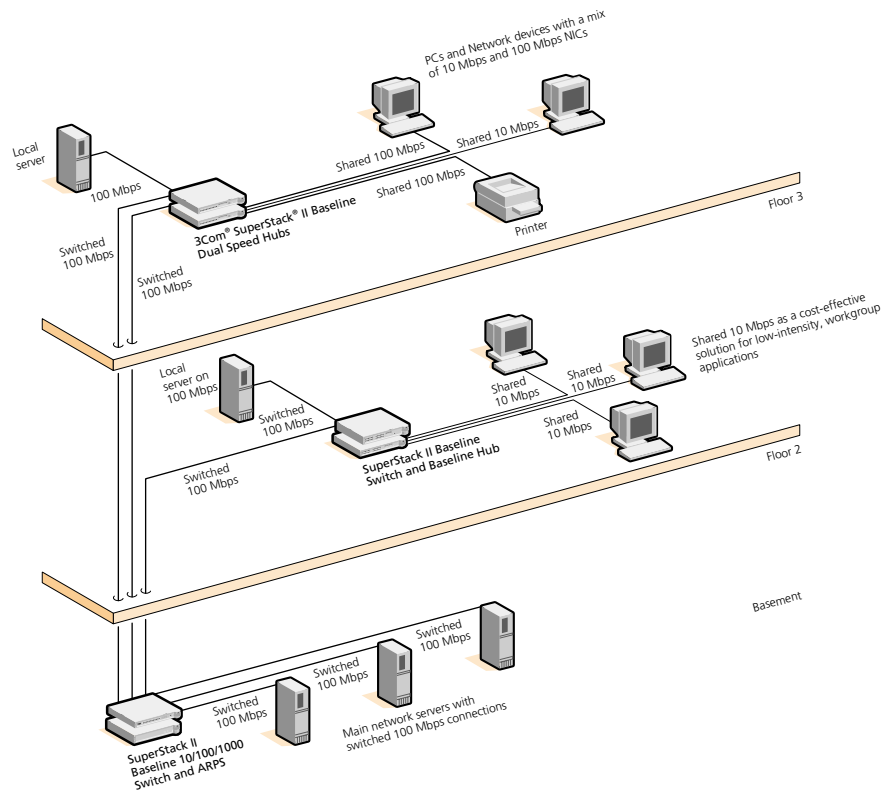 PCs and Network devices with a mix
of 10 Mbps and 100 Mbps NICs
Local
server
100 Mbps
Shared 100 Mbps
Shared 10 Mbps
Shared 100 Mbps
Printer
3Com® SuperStack® II Baseline
Dual Speed Hubs
Switched
100 Mbps
Switched
100 Mbps
Floor 3
Local
server on
100 Mbps
Switched
100 Mbps
Shared
10 Mbps
Shared
10 Mbps
Shared
10 Mbps
Shared 10 Mbps as a cost-effective
solution for low-intensity, workgroup
applications
SuperStack II Baseline
Switch and Baseline Hub
Switched
100 Mbps
Floor 2
Basement
Switched
100 Mbps
Switched
100 Mbps
Switched
100 Mbps
Main network servers with
switched 100 Mbps connections
SuperStack II
Baseline 10/100/1000
Switch and ARPS